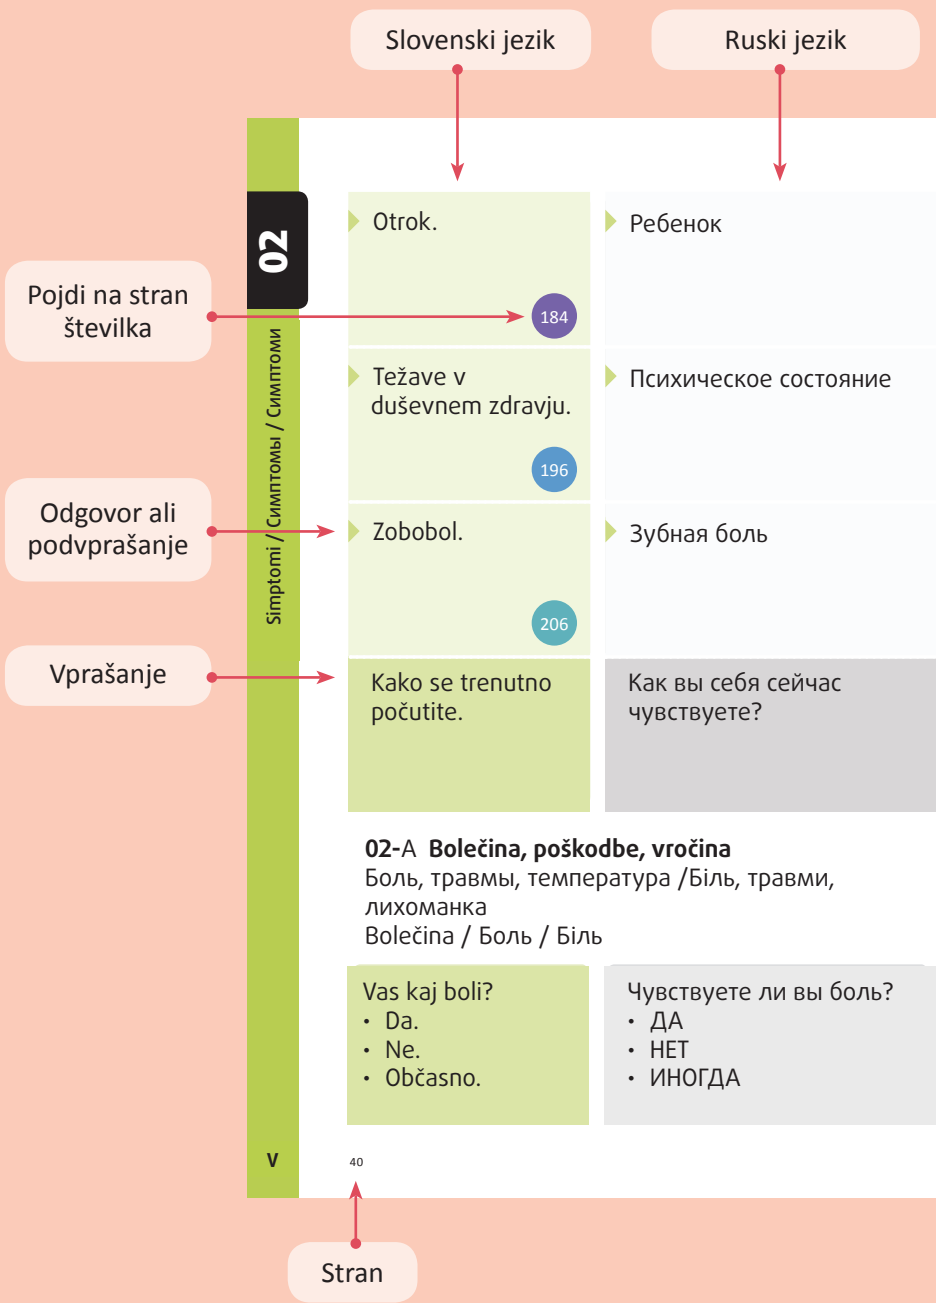 Slovenski jezik
Ruski jezik
02
Simptomi / Симптомы / Симптоми
Otrok.
184
Ребенок
Pojdi na stran
številka
Težave v
duševnem zdravju.
196
Психическое состояние
Odgovor ali
podvprašanje
Zobobol.
206
Зубная боль
Vprašanje
Kako se trenutno
počutite.
Как вы себя сейчас
чувствуете?
02-A Bolečina, poškodbe, vročina
Боль, травмы, температура /Біль, травми,
лихоманка
Bolečina / Боль / Біль
Vas kaj boli?
• Da.
• Ne.
• Občasno.
Чувствуете ли вы боль?
• ДА
• НЕТ
• ИНОГДА
V
40
Stran